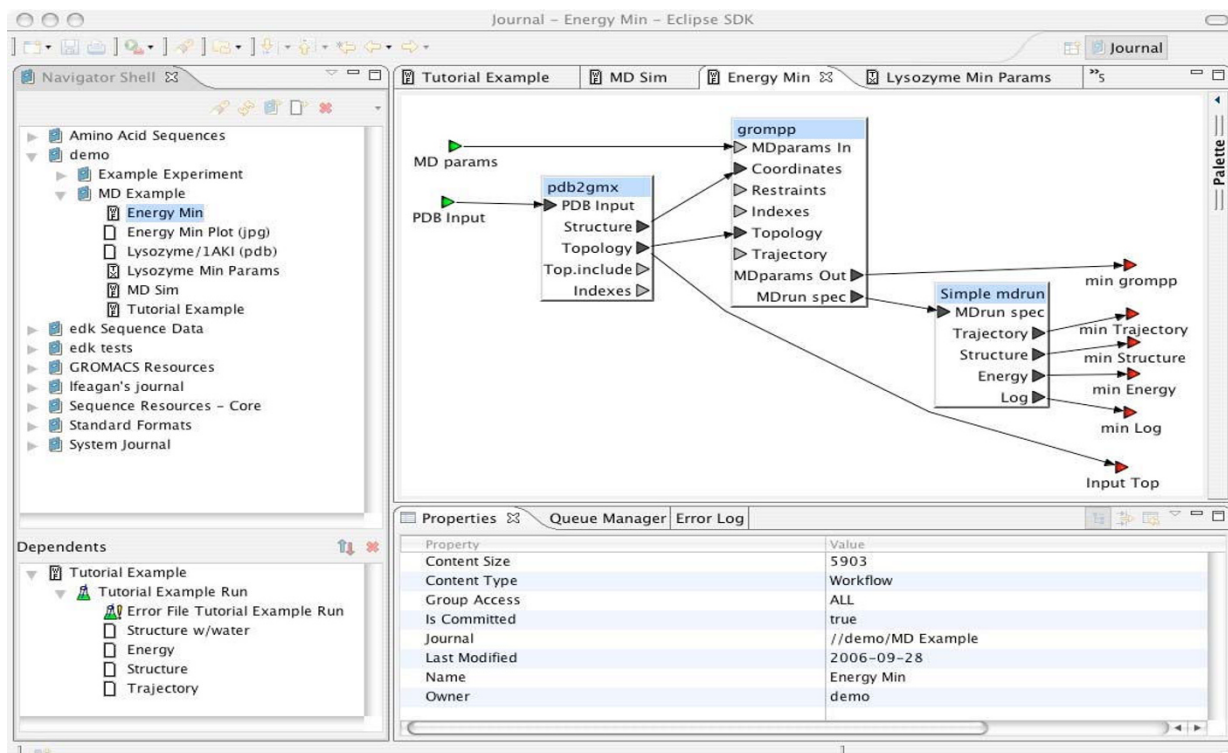 Journal – Energy Min – Eclipse SDK
Journal
Navigator Shell
Amino Acid Sequences
demo
Example Experiment
MD Example
Energy Min
Energy Min Plot (jpg)
Lysozyme/1AKI (pdb)
Lysozyme Min Params
MD Sim
Tutorial Example
edk Sequence Data
edk tests
GROMACS Resources
lfeagan's journal
Sequence Resources – Core
Standard Formats
System Journal
Dependents
Tutorial Example
Tutorial Example Run
Error File Tutorial Example Run
Structure w/water
Energy
Structure
Trajectory
Tutorial Example MD Sim Energy Min Lysozyme Min Params »5
Palette
MD params
PDB Input
pdb2gmx
PDB Input
Structure
Topology
Top.include
Indexes
grompp
MDparams In
Coordinates
Restraints
Indexes
Topology
Trajectory
MDparams Out
MDrun spec
Simple mdrun
MDrun spec
Trajectory
Structure
Energy
Log
min grompp
min Trajectory
min Structure
min Energy
min Log
Input Top
Properties Queue Manager Error Log
Property Value
Content Size 5903
Content Type Workflow
Group Access ALL
Is Committed true
Journal //demo/MD Example
Last Modified 2006–09–28
Name Energy Min
Owner demo